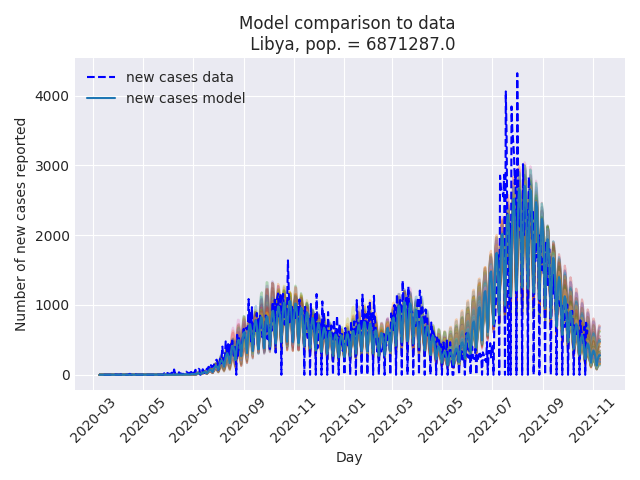 Model comparison to data
Libya, pop. = 6871287.0
new cases data
new cases model
Number of new cases reported
4000
3000
2000
1000
0
2020-03
2020-05
2020-07
2020-09
2020-11
2021-01
2021-03
2021-05
2021-07
2021-09
2021-11
Day